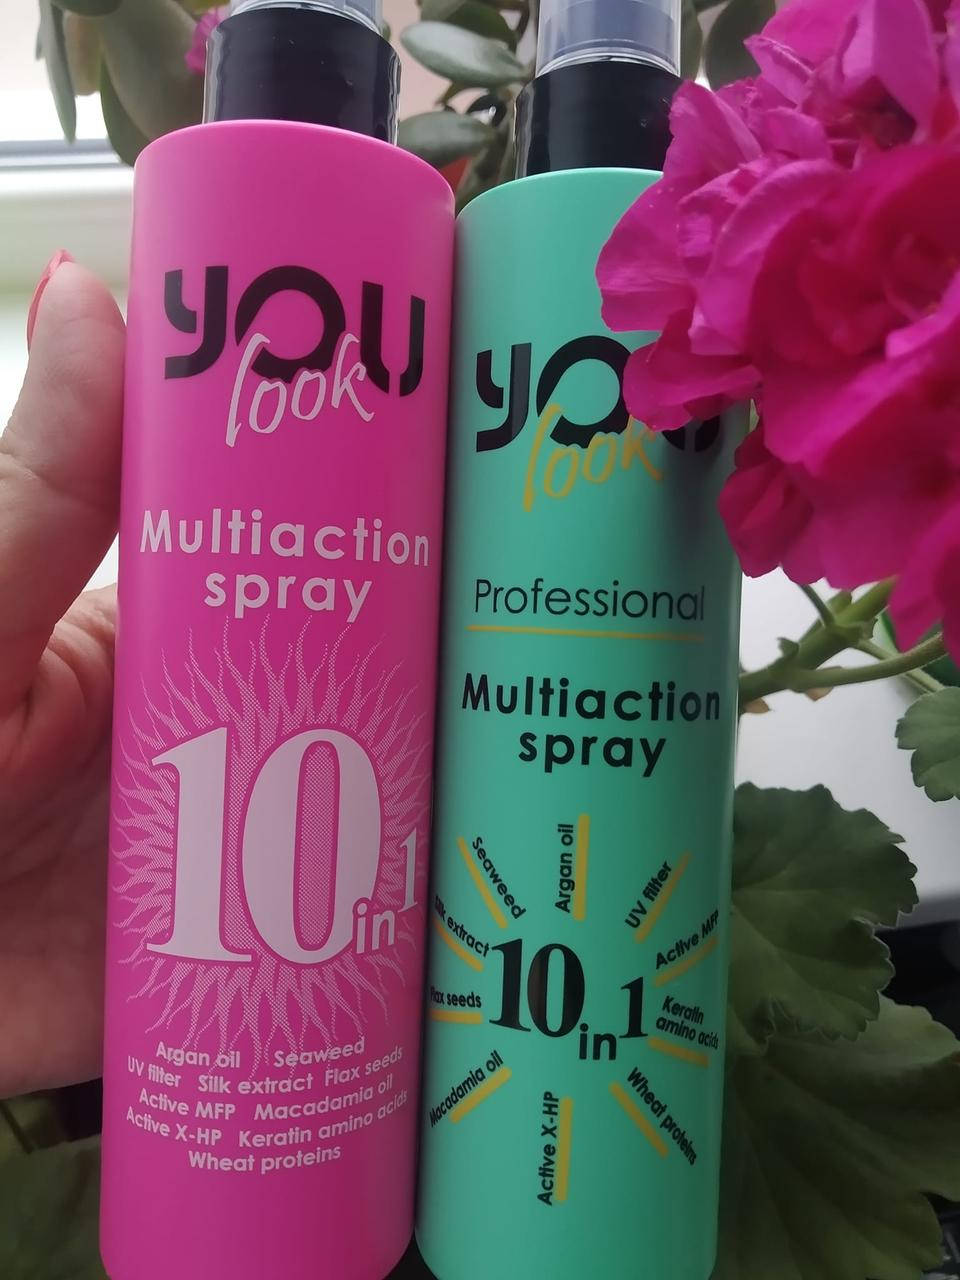 you
look
Multiaction
spray
10 in 1
Argan oil Seaweed
UV filter Silk extract Flax seeds
Active MFP Macadamia oil
Active X-HP Keratin amino acids
Wheat proteins
you
look
Professional
Multiaction
spray
Argan oil
UV filter
Active MFP
Keratin
amino acids
Wheat proteins
Active X-HP
Macadamia oil
Flax seeds
Silk extract
Seaweed
10 in 1